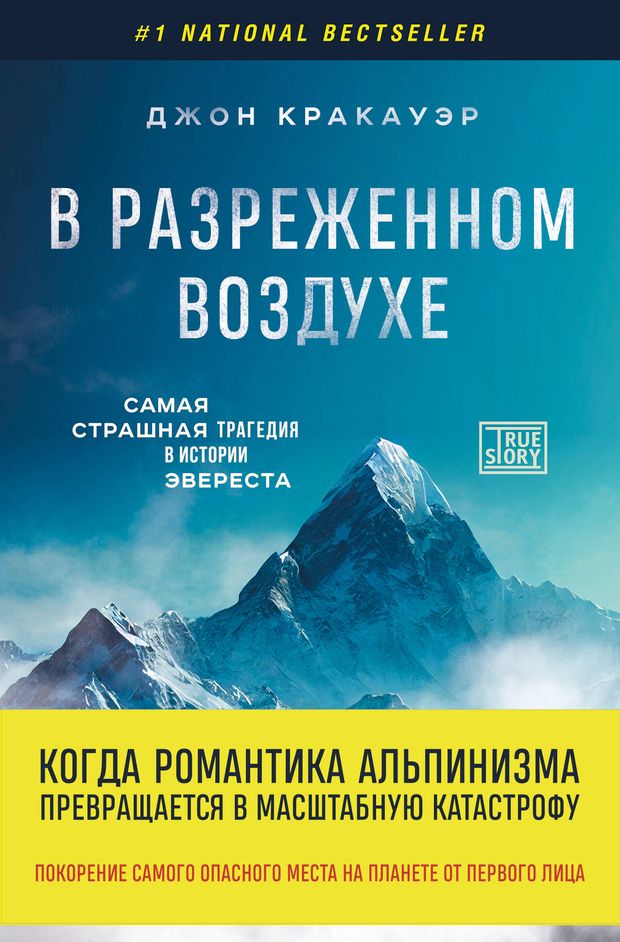 #1 NATIONAL BESTSELLER
ДЖОН КРАКАУЭР
В РАЗРЕЖЕННОМ
ВОЗДУХЕ
САМАЯ
СТРАШНАЯ ТРАГЕДИЯ
В ИСТОРИИ
ЭВЕРЕСТА
TRUE
STORY
КОГДА РОМАНТИКА АЛЬПИНИЗМА
ПРЕВРАЩАЕТСЯ В МАСШТАБНУЮ КАТАСТРОФУ
ПОКОРЕНИЕ САМОГО ОПАСНОГО МЕСТА НА ПЛАНЕТЕ ОТ ПЕРВОГО ЛИЦА